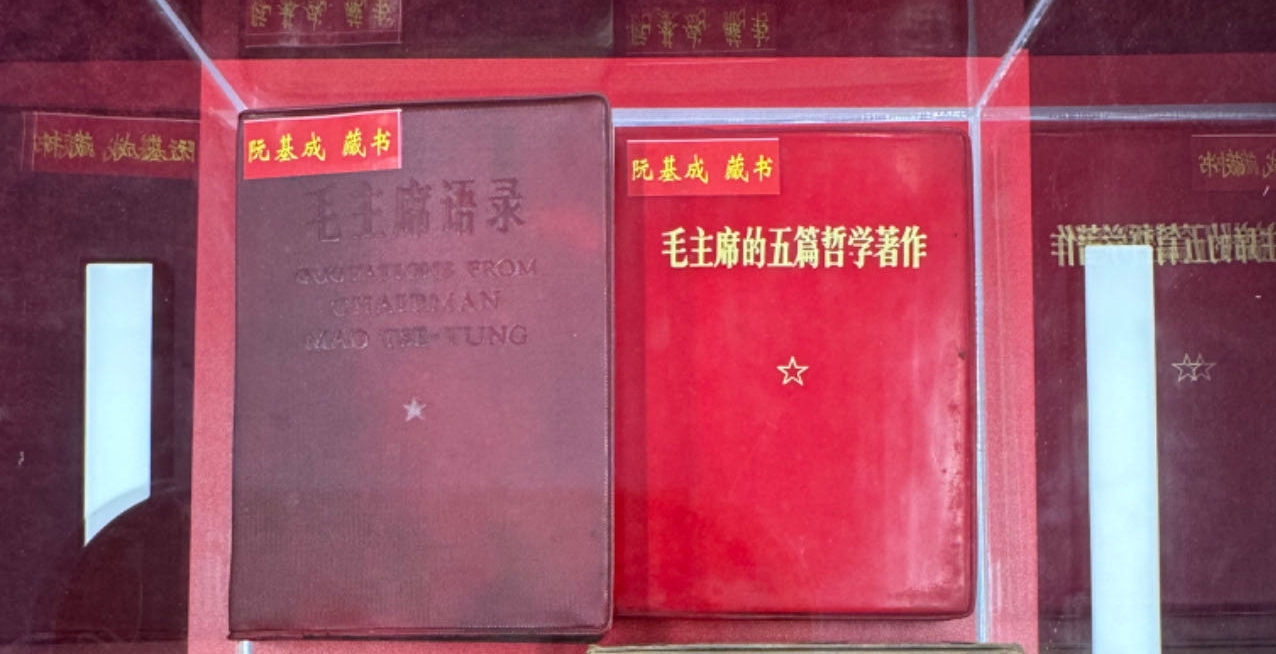 阮基成 藏书
毛主席语录
QUOTATIONS FROM
CHAIRMAN
MAO TSE-TUNG
阮基成 藏书
毛主席的五篇哲学著作